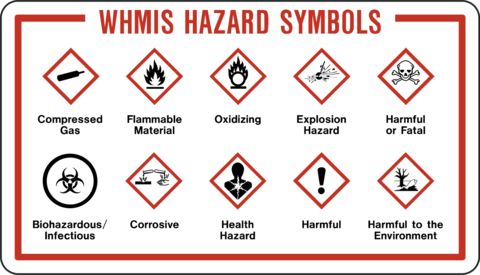 WHMIS HAZARD SYMBOLS
Compressed
Gas
Flammable
Material
Oxidizing
Explosion
Hazard
Harmful
or Fatal
Biohazardous/
Infectious
Corrosive
Health
Hazard
Harmful
Harmful to the
Environment